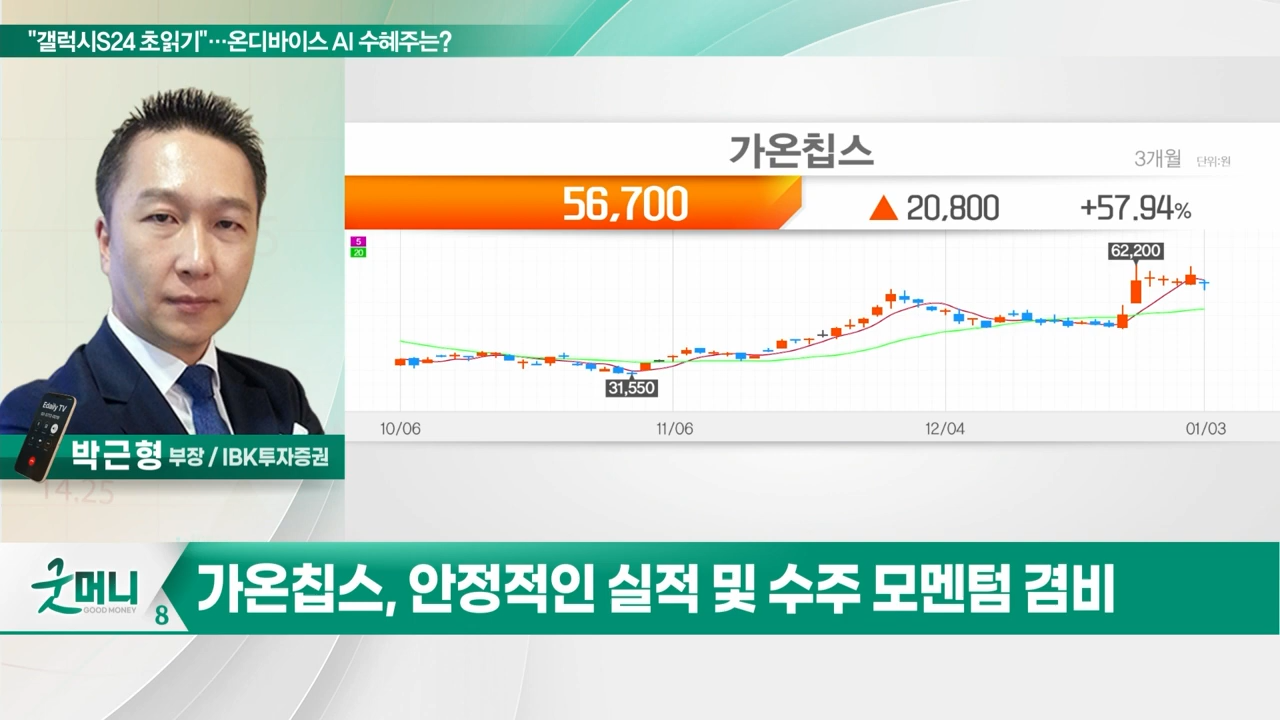 "갤럭시S24 초읽기"…온디바이스 AI 수혜주는?
가온칩스
3개월 단위:원
56,700 ▲ 20,800 +57.94%
5
20
62,200
31,550
10/06 11/06 12/04 01/03
Edaily TV
박근형 부장 / IBK투자증권
14.25
굿머니
GOOD MONEY
8
가온칩스, 안정적인 실적 및 수주 모멘텀 겸비